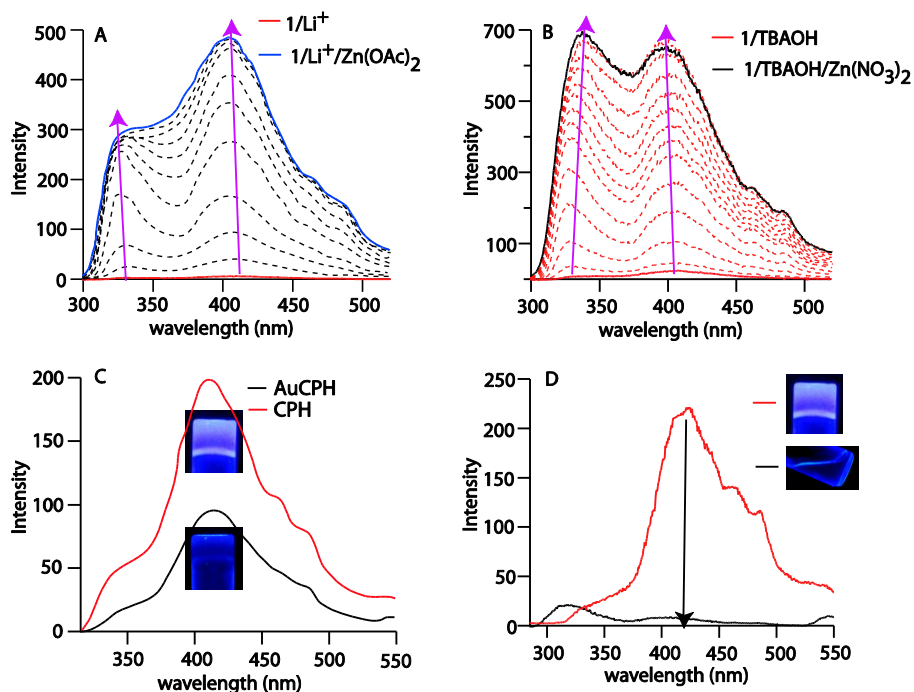 A
1/Li+
1/Li+/Zn(OAc)2
500
400
300
200
100
0
Intensity
300 350 400 450 500
wavelength (nm)
B
1/TBAOH
1/TBAOH/Zn(NO3)2
700
500
300
100
Intensity
300 350 400 450 500
wavelength (nm)
C
AuCPH
CPH
200
150
100
50
0
Intensity
350 400 450 500 550
wavelength (nm)
D
250
200
150
100
50
0
Intensity
300 350 400 450 500 550
wavelength (nm)